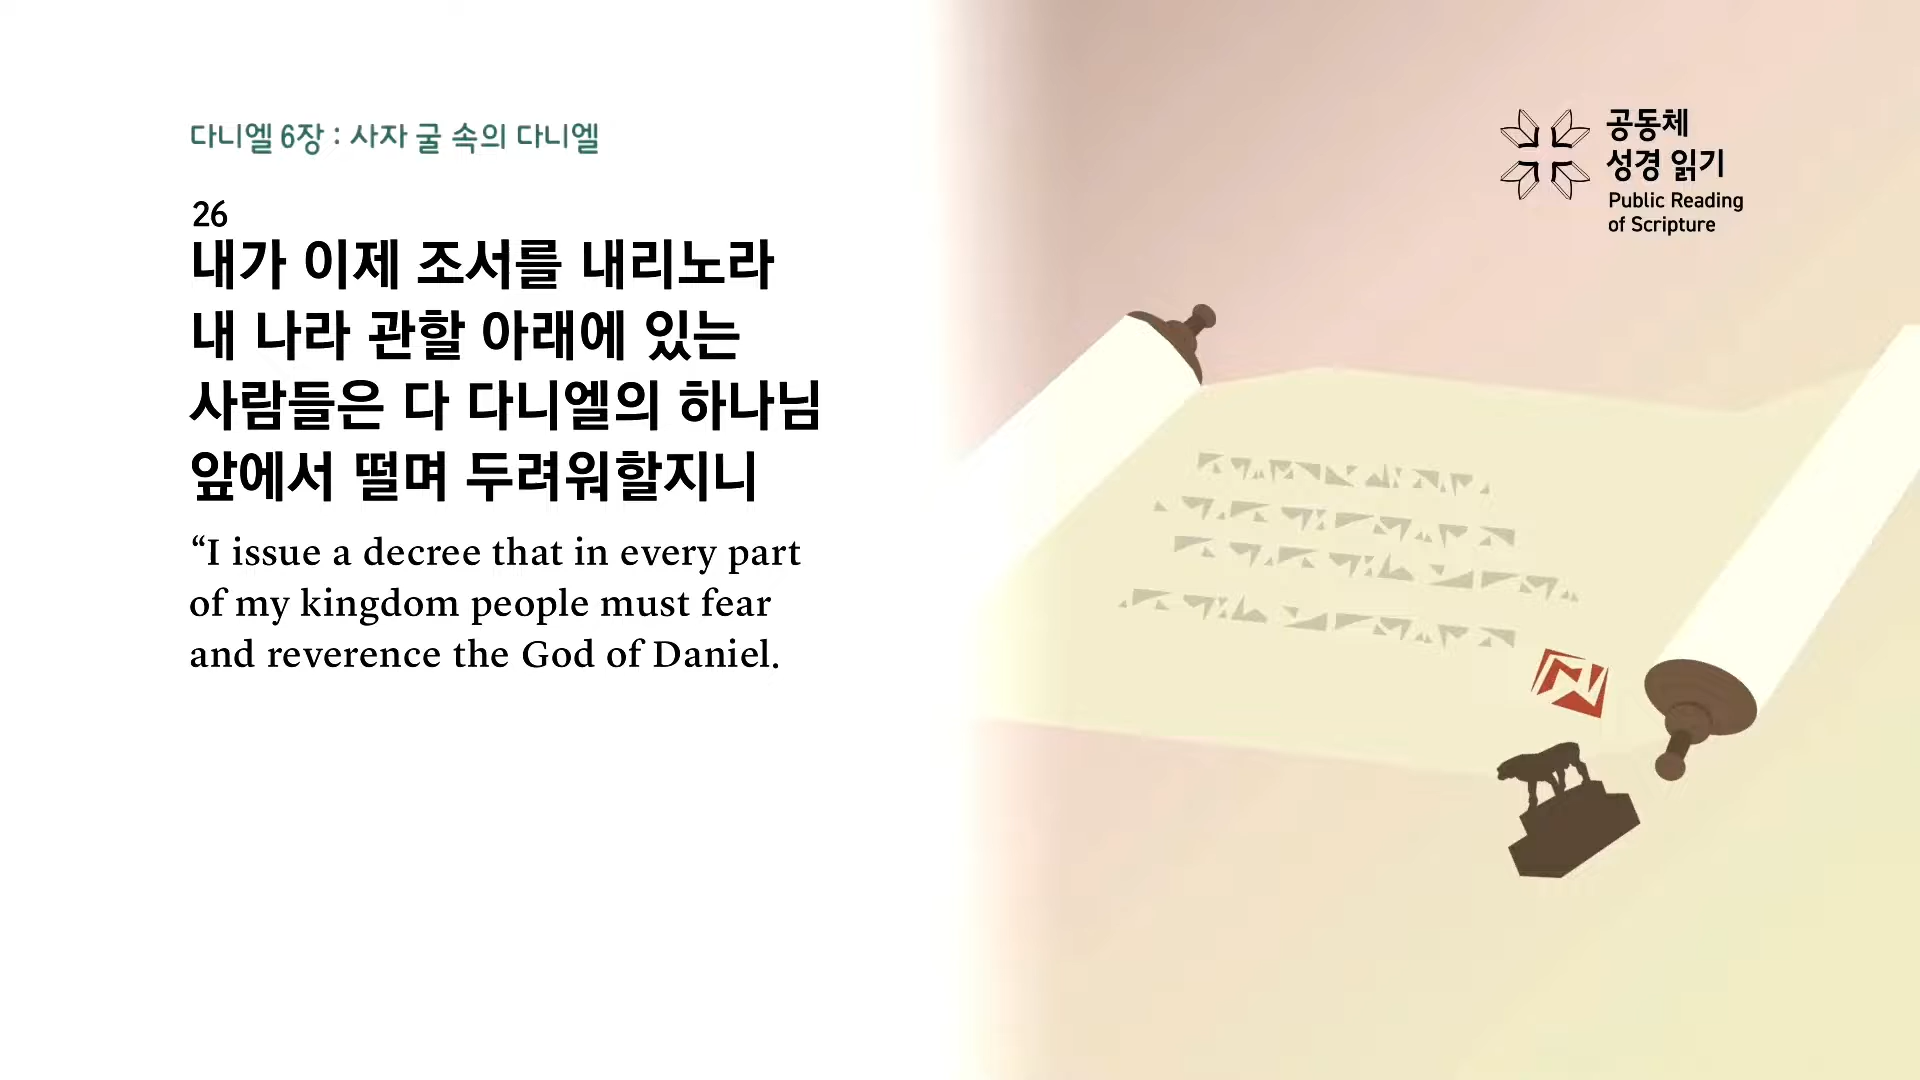 다니엘 6장 : 사자 굴 속의 다니엘
26
내가 이제 조서를 내리노라
내 나라 관할 아래에 있는
사람들은 다 다니엘의 하나님
앞에서 떨며 두려워할지니
“I issue a decree that in every part
of my kingdom people must fear
and reverence the God of Daniel.
공동체
성경 읽기
Public Reading
of Scripture